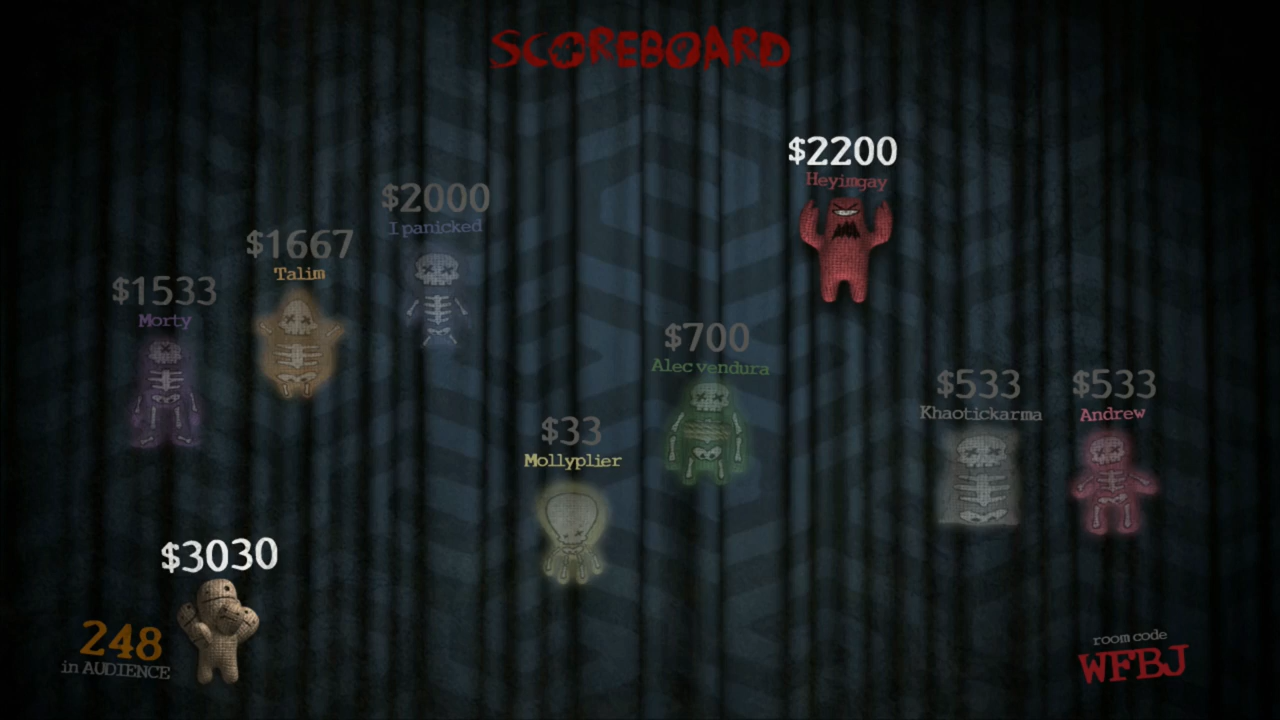 SCOREBOARD
$2200
Heyimgay
$2000
I panicked
$1667
Talim
$1533
Morty
$700
Alec vendura
$533
Khaotickarma
$533
Andrew
$33
Mollyplier
$3030
248
in AUDIENCE
room code
WFBJ